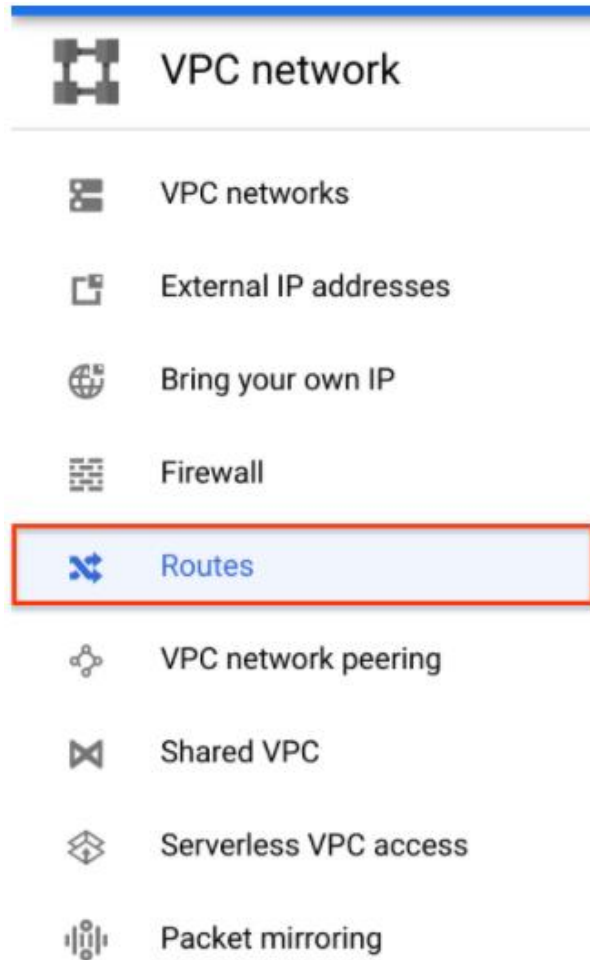 VPC network
VPC networks
External IP addresses
Bring your own IP
Firewall
Routes
VPC network peering
Shared VPC
Serverless VPC access
Packet mirroring